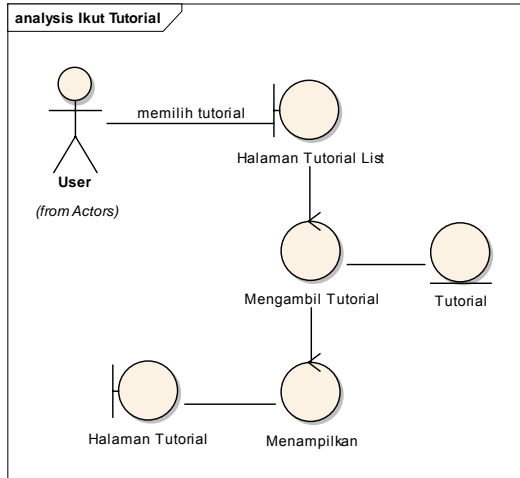 analysis Ikut Tutorial
memilih tutorial
Halaman Tutorial List
User
(from Actors)
Mengambil Tutorial
Tutorial
Halaman Tutorial
Menampilkan